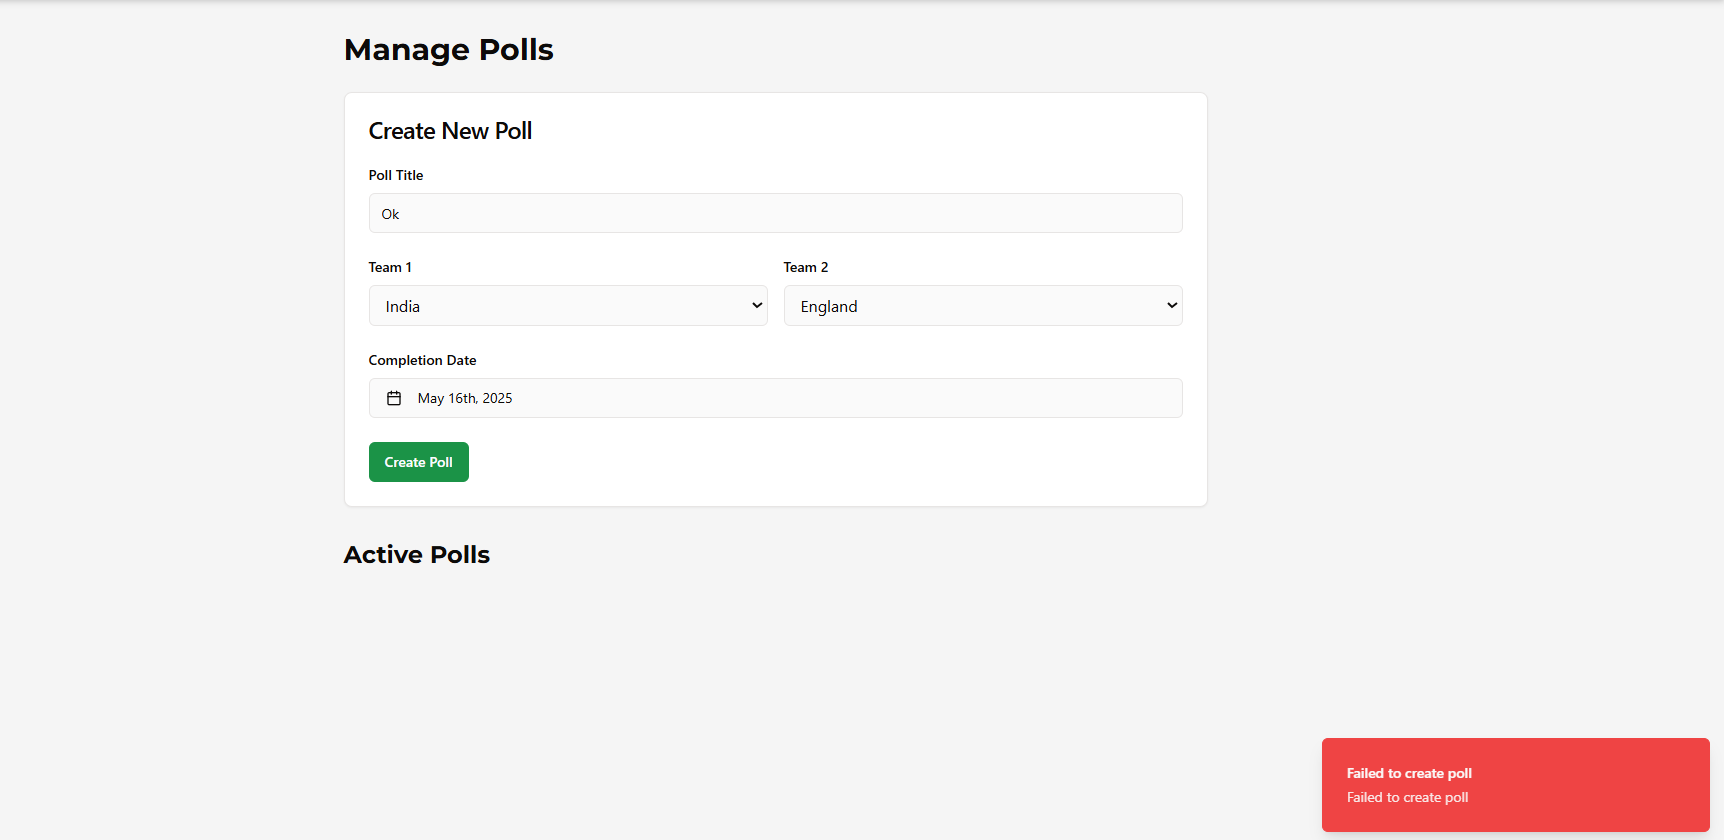 Manage Polls
Create New Poll
Poll Title
Ok
Team 1
Team 2
India
England
Completion Date
May 16th, 2025
Create Poll
Active Polls
Failed to create poll
Failed to create poll